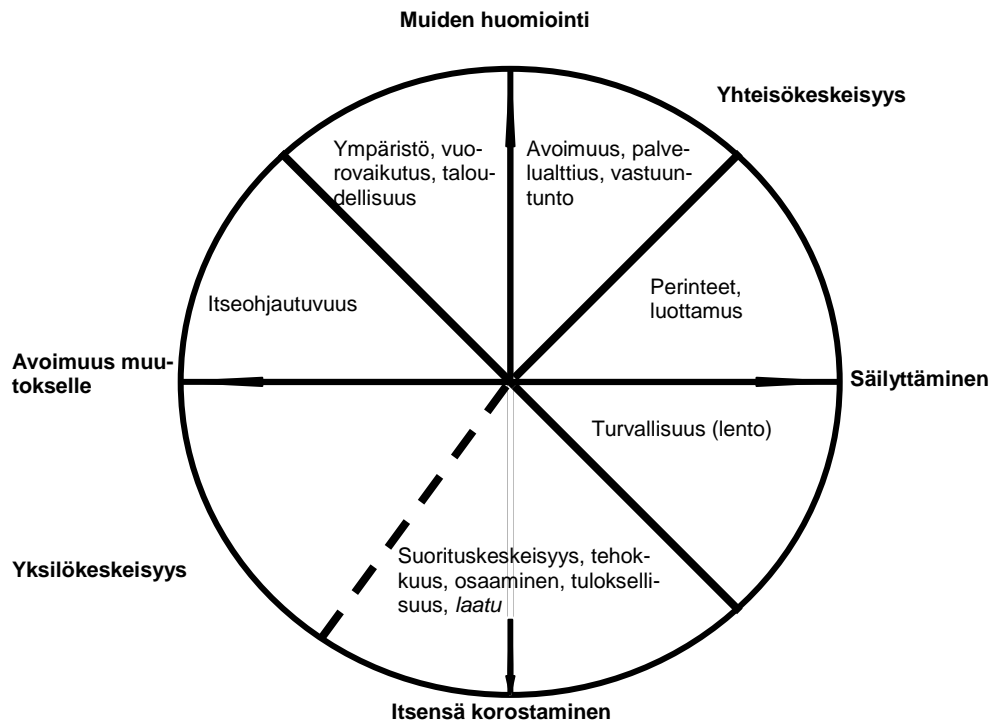 Muiden huomiointi
Yhteisökeskeisyys
Ympäristö, vuo-
rovaikutus, talou-
dellisuus
Avoimuus, palve-
lualttius, vastuun-
tunto
Perinteet,
luottamus
Itseohjautuvuus
Avoimuus muu-
tokselle
Säilyttäminen
Turvallisuus (lento)
Suorituskeskeisyys, tehok-
kuus, osaaminen, tulokselli-
suus, laatu
Yksilökeskeisyys
Itsensä korostaminen